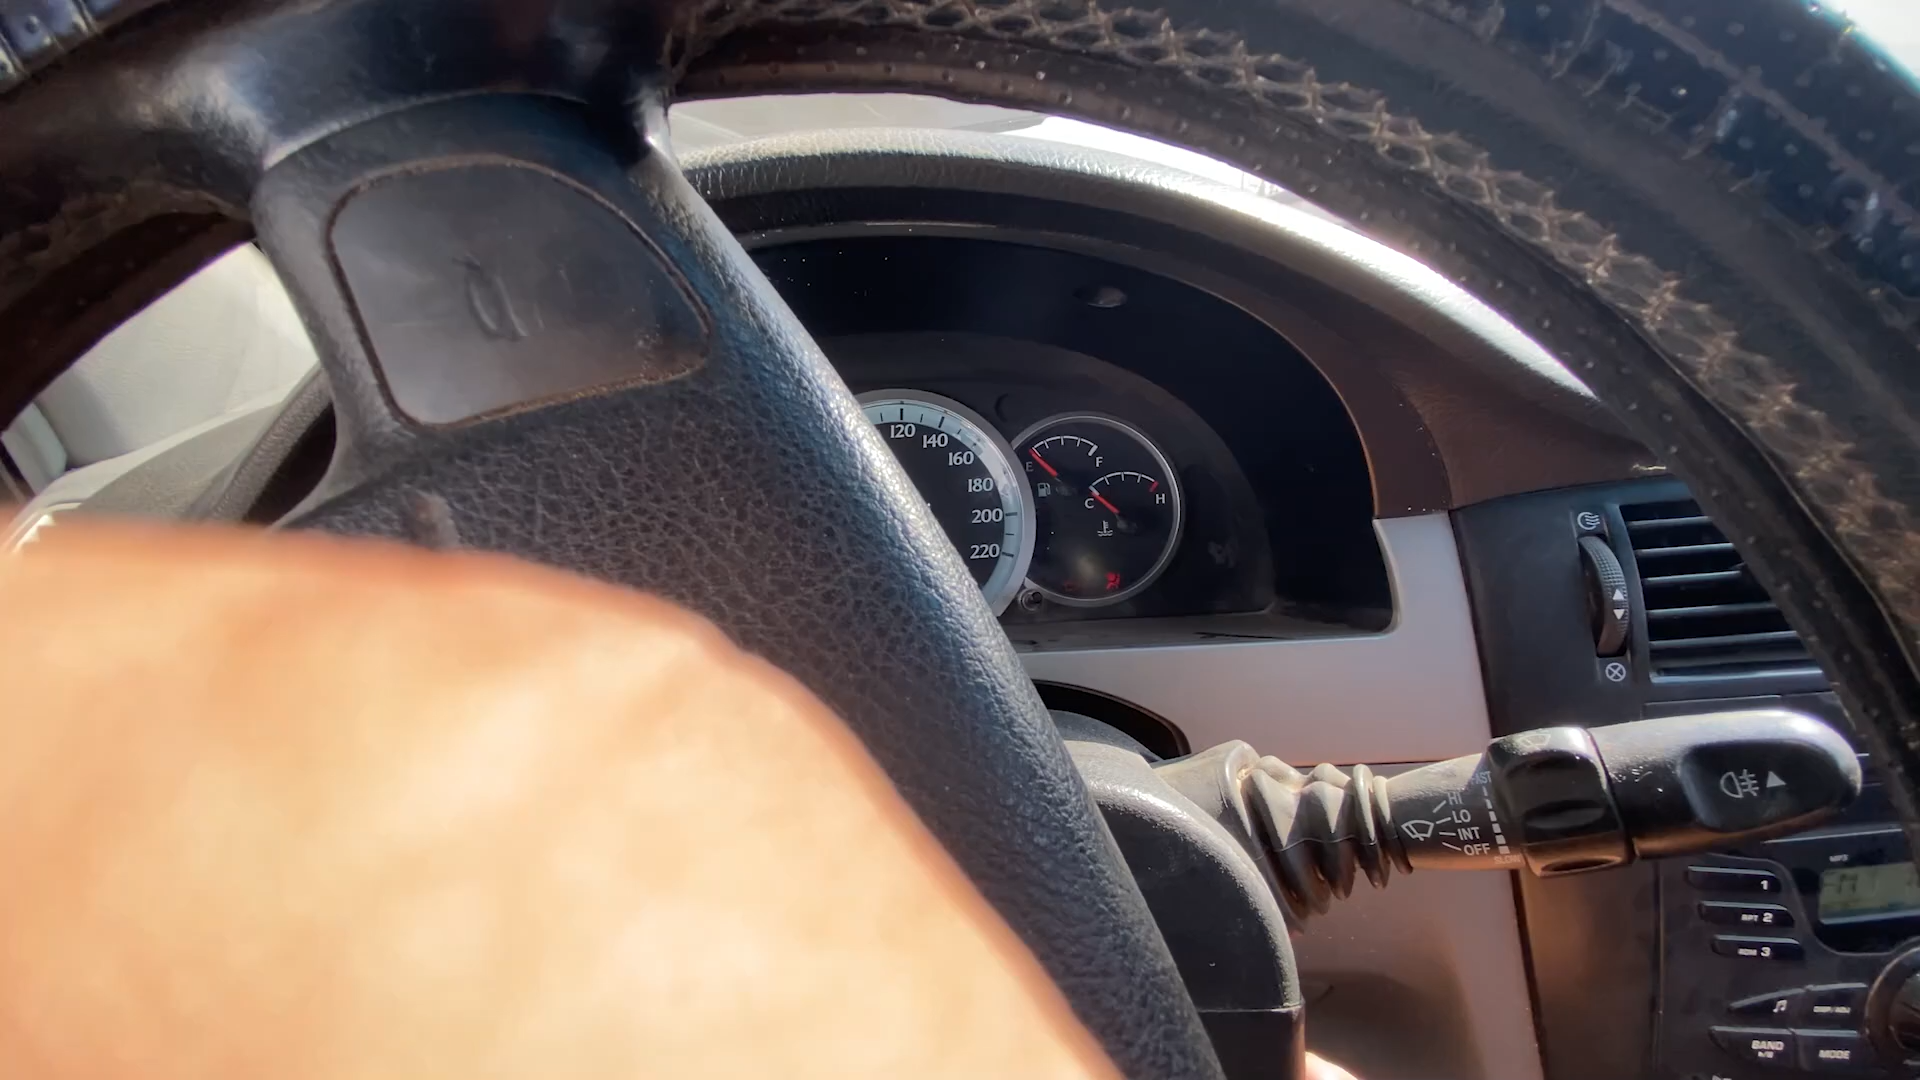 120
140
160
180
200
220
E
F
C
H
FAST
HI
LO
INT
OFF
SLOW
MP3
1
RPT 2
RDM 3
BAND
MODE